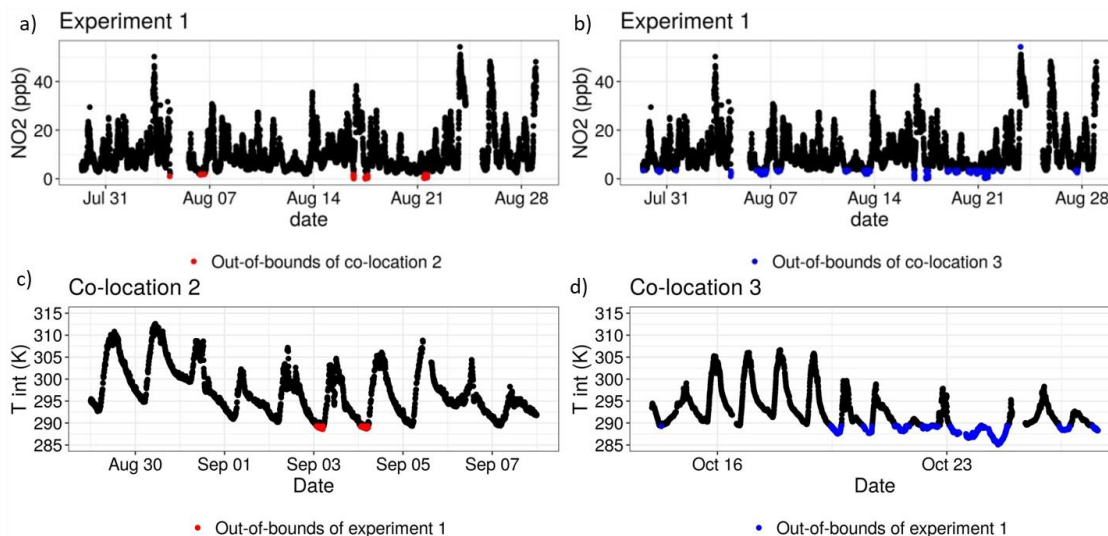 a)
Experiment 1
NO2 (ppb)
40
20
0
Jul 31
Aug 07
Aug 14
Aug 21
Aug 28
date
Out-of-bounds of co-location 2
b)
Experiment 1
NO2 (ppb)
40
20
0
Jul 31
Aug 07
Aug 14
Aug 21
Aug 28
date
Out-of-bounds of co-location 3
c)
Co-location 2
T int (K)
315
310
305
300
295
290
285
Aug 30
Sep 01
Sep 03
Sep 05
Sep 07
Date
Out-of-bounds of experiment 1
d)
Co-location 3
T int (K)
315
310
305
300
295
290
285
Oct 16
Oct 23
Date
Out-of-bounds of experiment 1